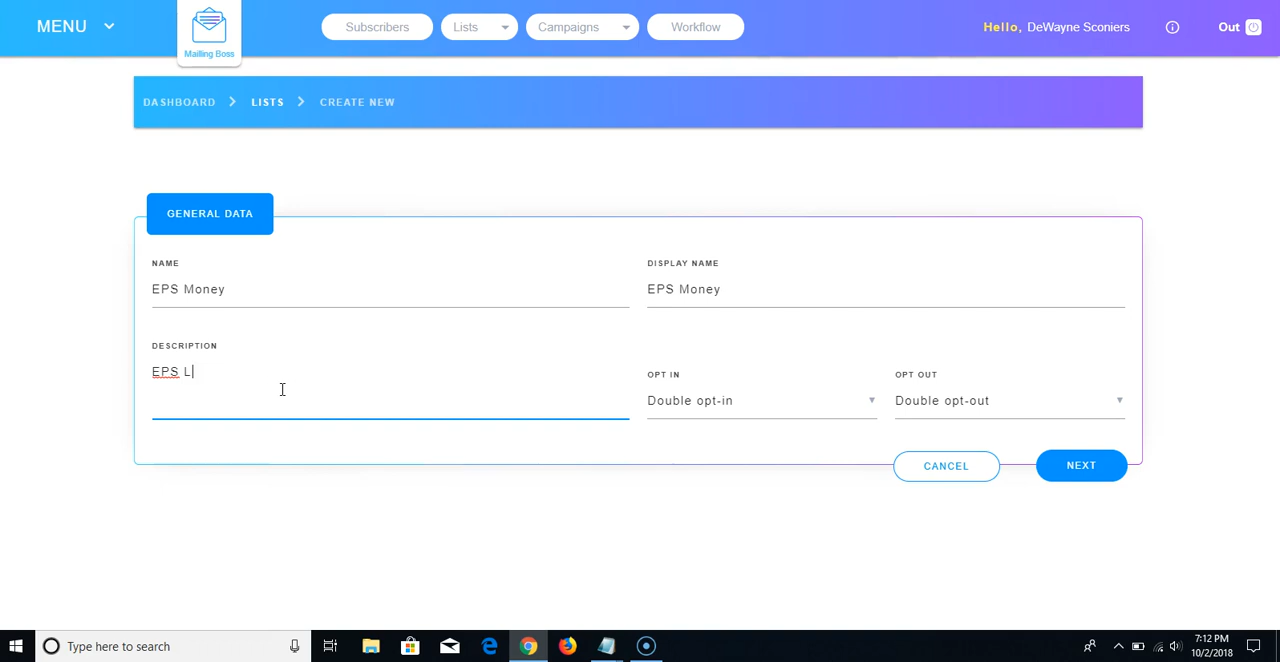 MENU
Mailling Boss
Subscribers
Lists
Campaigns
Workflow
Hello, DeWayne Sconiers
Out
DASHBOARD
LISTS
CREATE NEW
GENERAL DATA
NAME
EPS Money
DISPLAY NAME
EPS Money
DESCRIPTION
EPS L
OPT IN
Double opt-in
OPT OUT
Double opt-out
CANCEL
NEXT
Type here to search
7:12 PM
10/2/2018